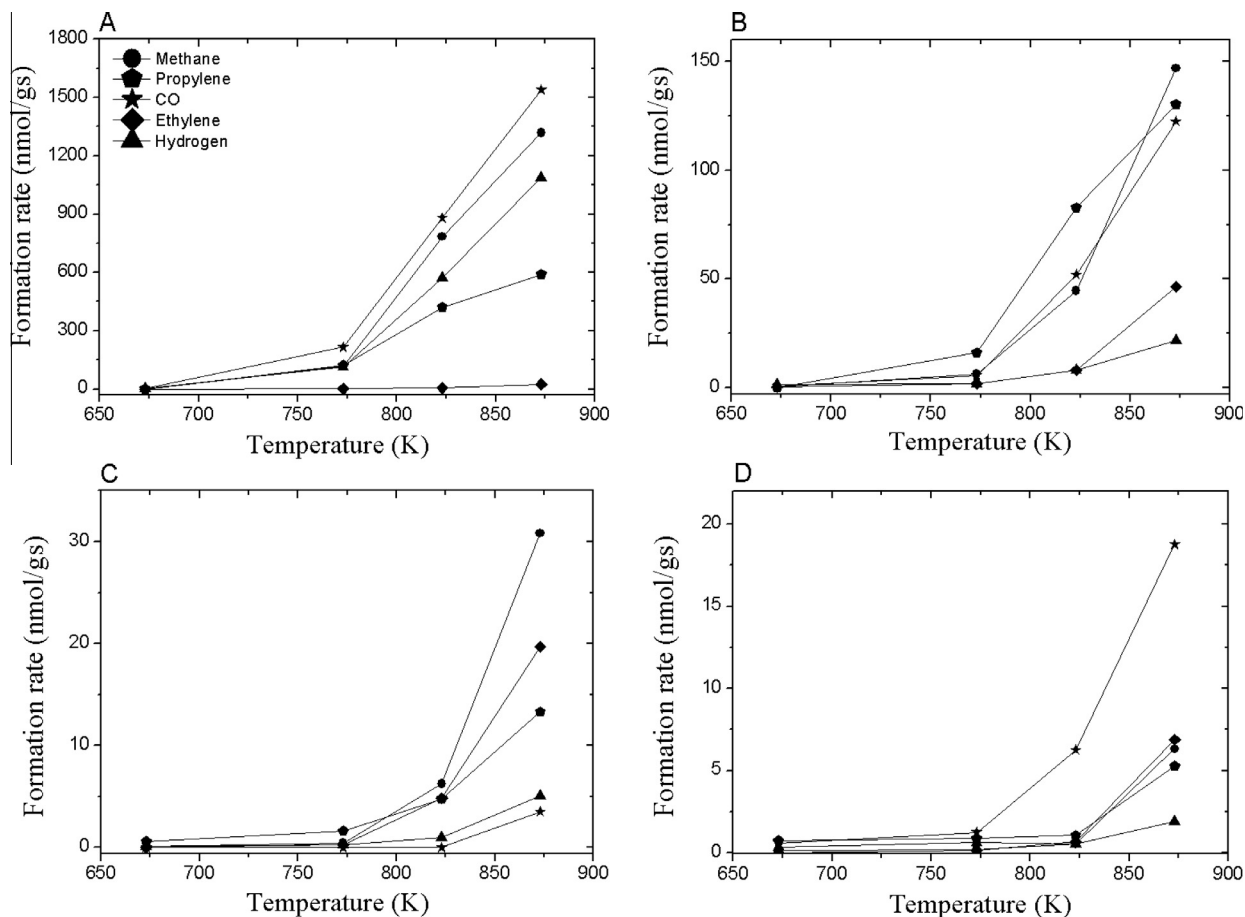 A
Formation rate (nmol/gs)
1800
1500
1200
900
600
300
0
Methane
Propylene
CO
Ethylene
Hydrogen
650 700 750 800 850 900
Temperature (K)
B
Formation rate (nmol/gs)
150
100
50
0
650 700 750 800 850 900
Temperature (K)
C
Formation rate (nmol/gs)
30
20
10
0
650 700 750 800 850 900
Temperature (K)
D
Formation rate (nmol/gs)
20
15
10
5
0
650 700 750 800 850 900
Temperature (K)